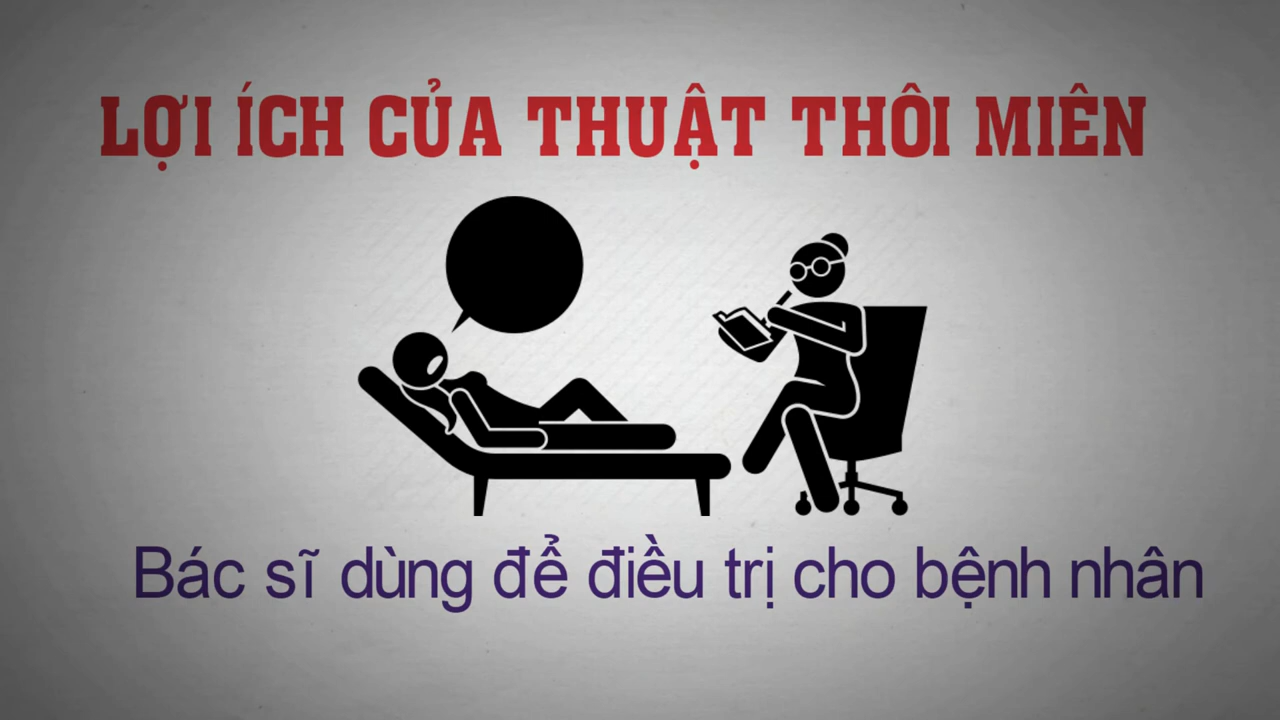 LỢI ÍCH CỦA THUẬT THÔI MIÊN
Bác sĩ dùng để điều trị cho bệnh nhân